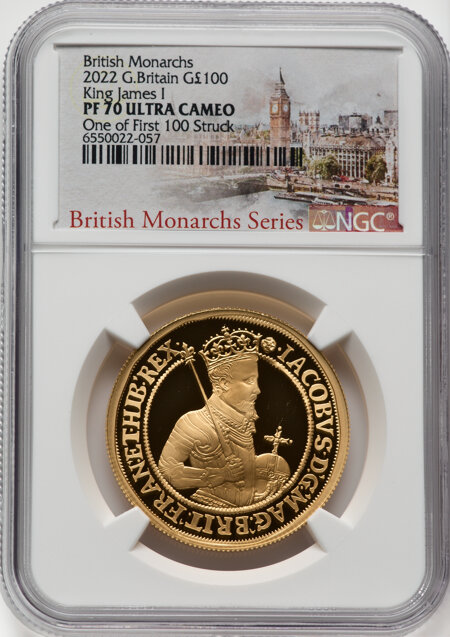 British Monarchs
2022 G.Britain G£100
King James I
PF 70 ULTRA CAMEO
One of First 100 Struck
6550022-057
British Monarchs Series NGC®
·IACOBVS·D:G:MAG:BRIT:FRAN:ET·HIB·REX·